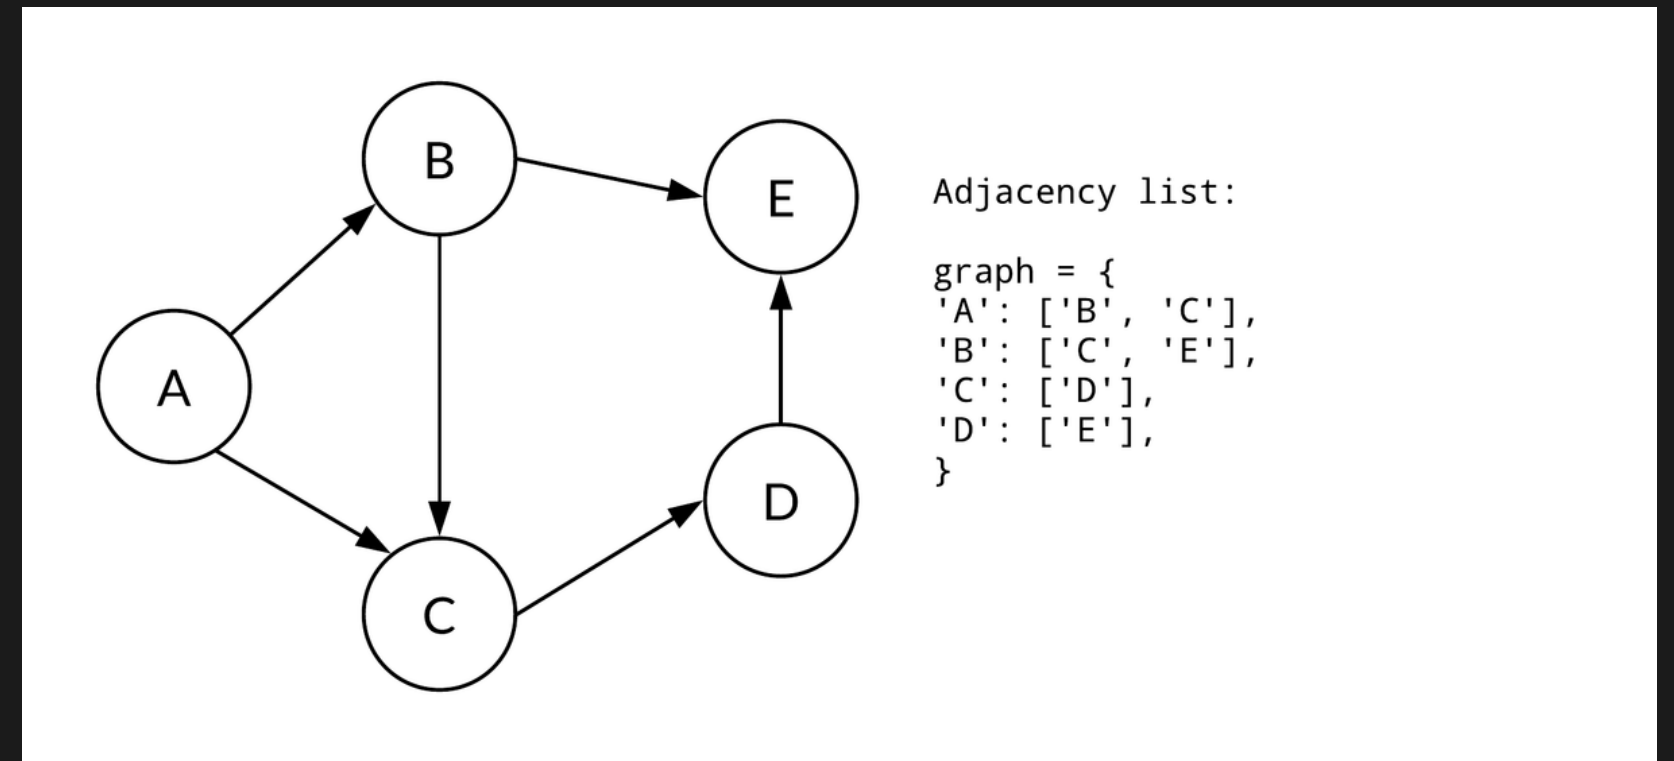 B
E
A
D
C
Adjacency list:
graph = {
'A': ['B', 'C'],
'B': ['C', 'E'],
'C': ['D'],
'D': ['E'],
}